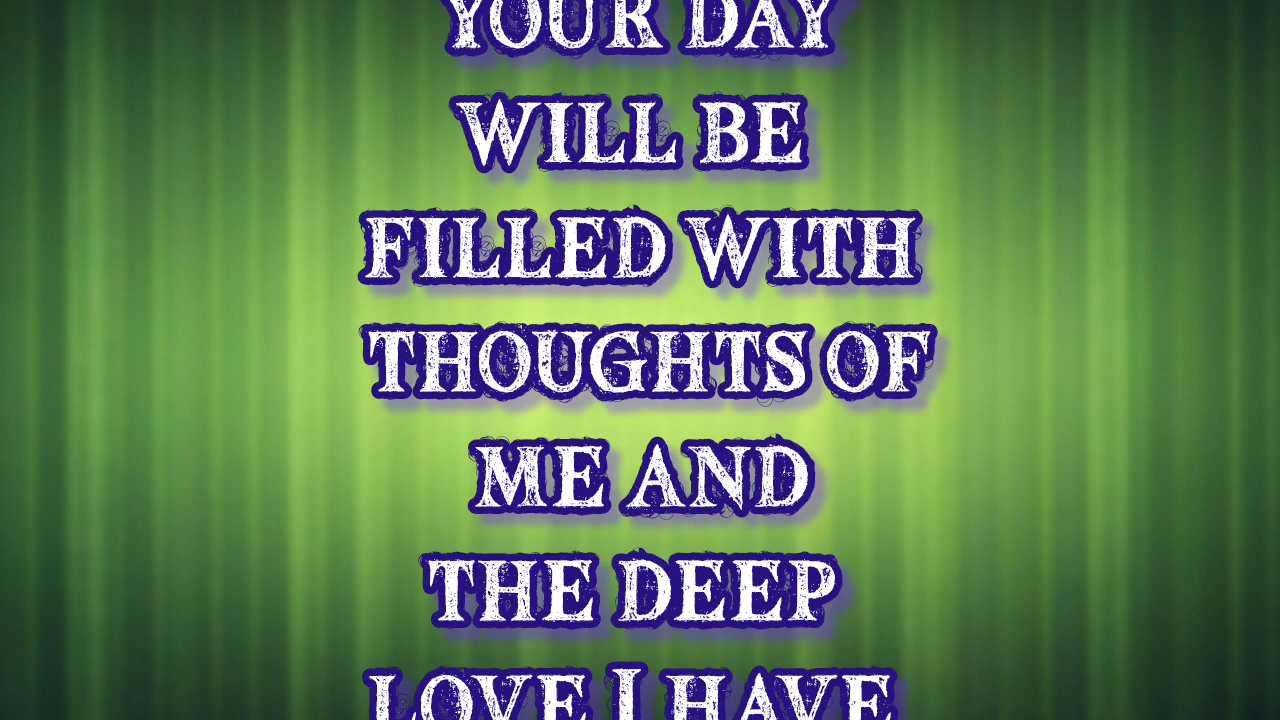 YOUR DAY
WILL BE
FILLED WITH
THOUGHTS OF
ME AND
THE DEEP
LOVE I HAVE